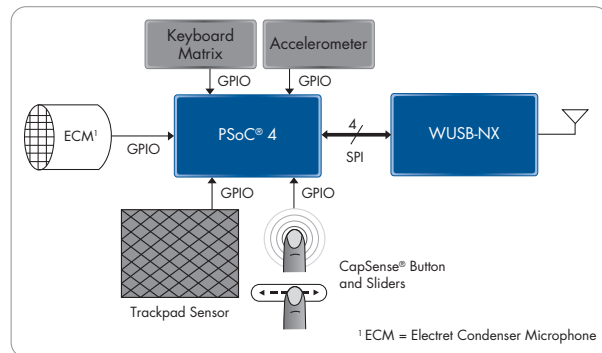 Keyboard
Matrix
Accelerometer
GPIO
GPIO
ECM¹
GPIO
PSoC® 4
4
SPI
WUSB-NX
GPIO
GPIO
Trackpad Sensor
CapSense® Button
and Sliders
¹ ECM = Electret Condenser Microphone